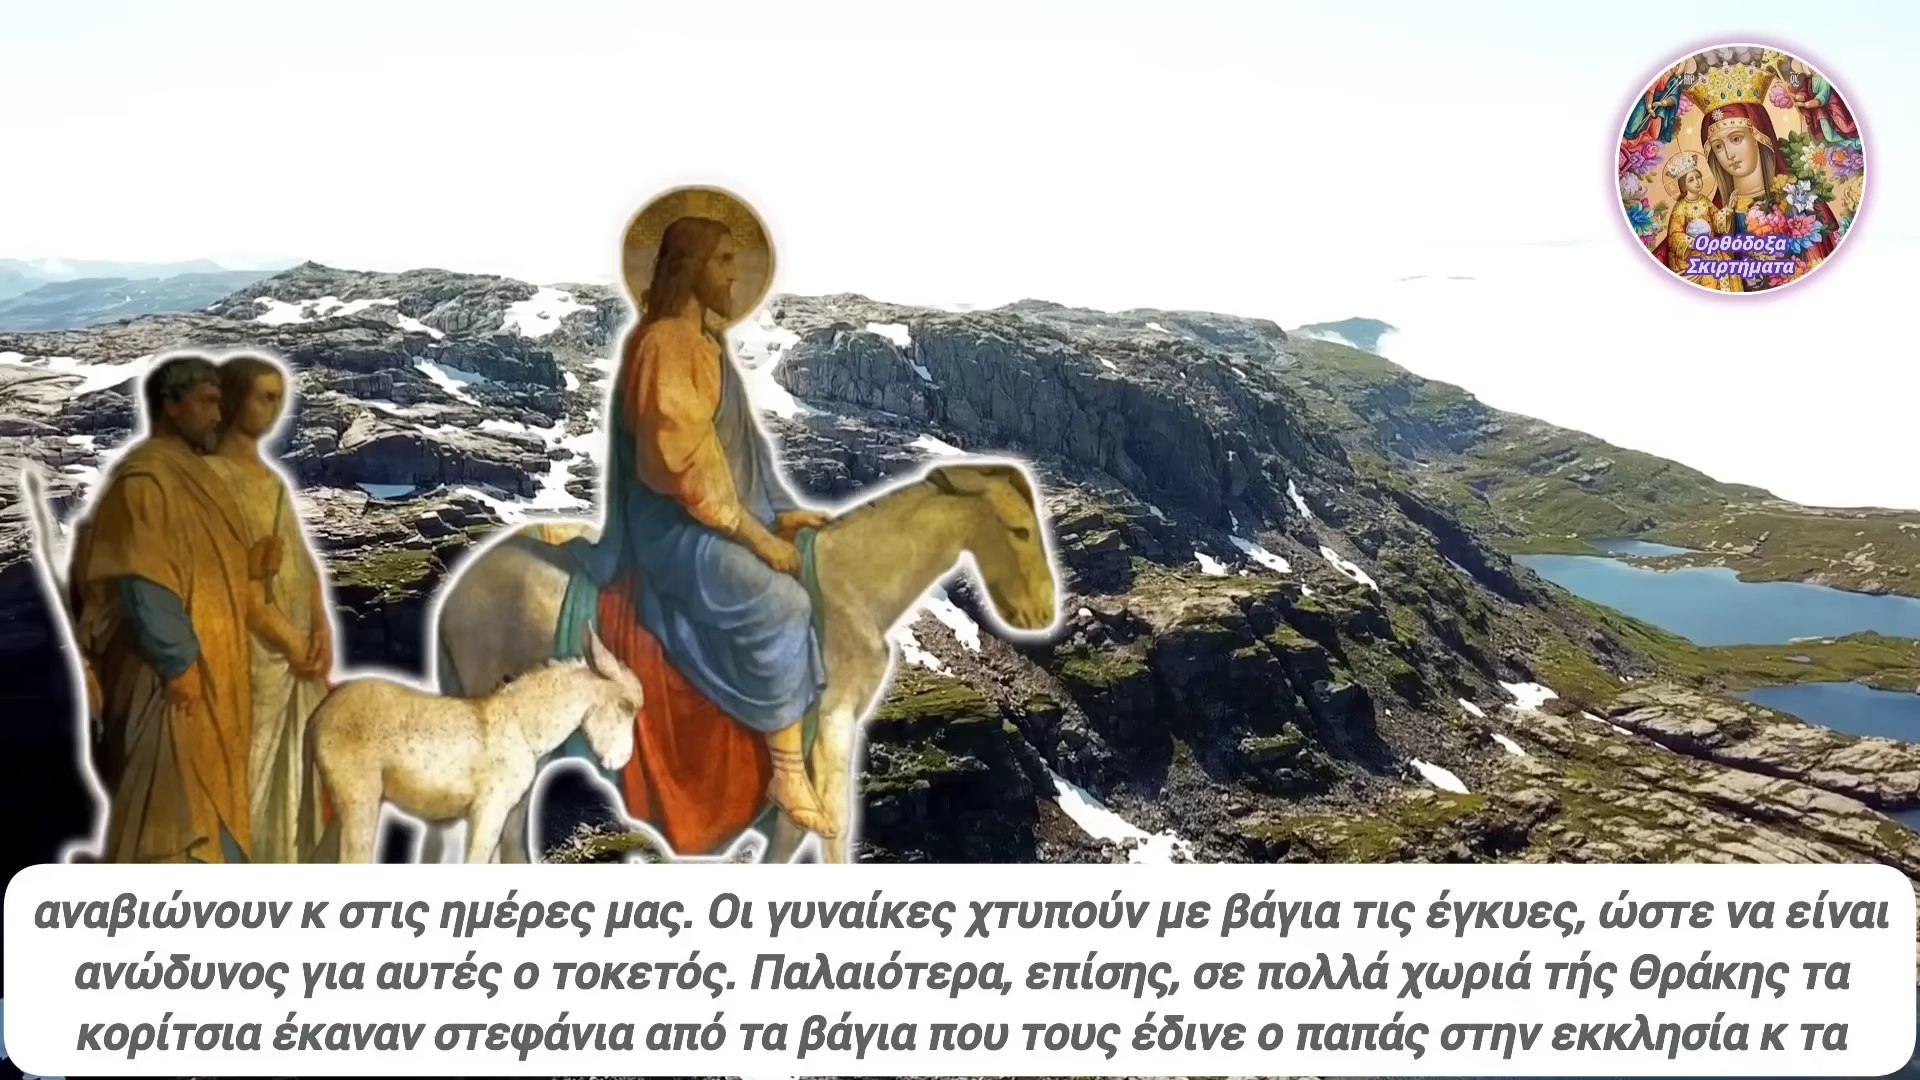 Ορθόδοξα
Σκιρτήματα
αναβιώνουν κ στις ημέρες μας. Οι γυναίκες χτυπούν με βάγια τις έγκυες, ώστε να είναι
ανώδυνος για αυτές ο τοκετός. Παλαιότερα, επίσης, σε πολλά χωριά τής Θράκης τα
κορίτσια έκαναν στεφάνια από τα βάγια που τους έδινε ο παπάς στην εκκλησία κ τα